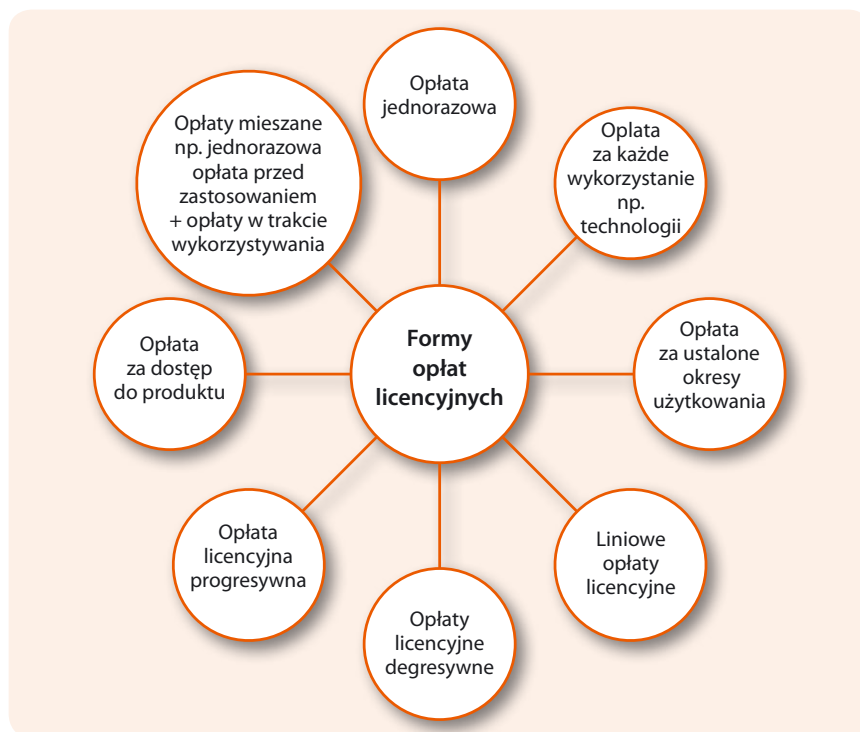 Opłata
jednorazowa
Oplata
za każde
wykorzystanie
np.
technologii
Opłata
za ustalone
okresy
użytkowania
Liniowe
opłaty
licencyjne
Opłaty
licencyjne
degresywne
Opłata
licencyjna
progresywna
Opłata
za dostęp
do produktu
Opłaty mieszane
np. jednorazowa
opłata przed
zastosowaniem
+ opłaty w trakcie
wykorzystywania
Formy
opłat
licencyjnych